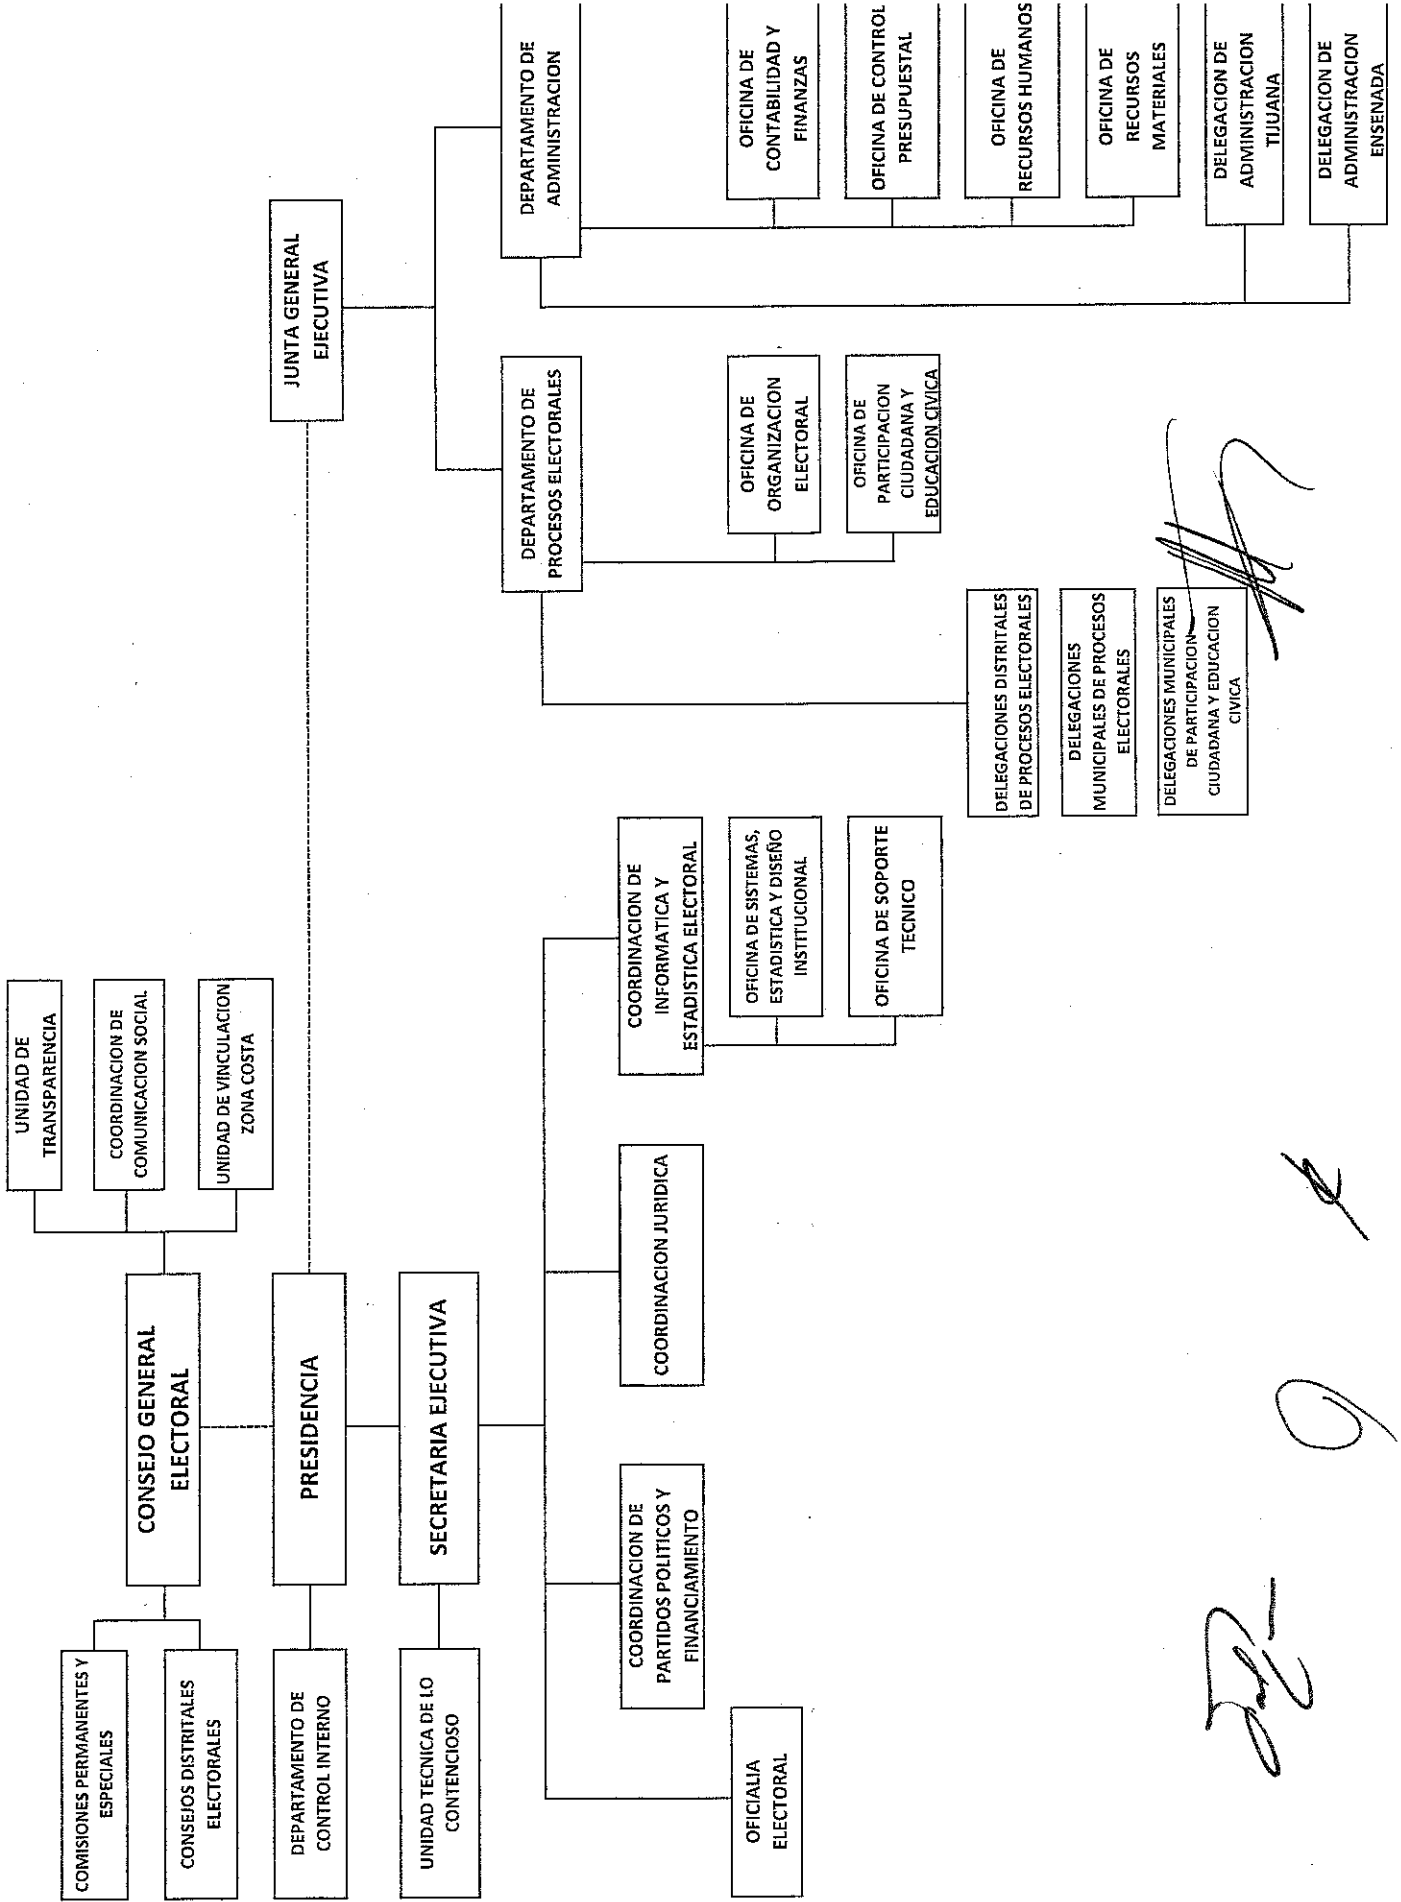 UNIDAD DE
TRANSPARENCIA
COORDINACION DE
COMUNICACION SOCIAL
UNIDAD DE VINCULACION
ZONA COSTA
COMISIONES PERMANENTES Y
ESPECIALES
CONSEJOS DISTRITALES
ELECTORALES
CONSEJO GENERAL
ELECTORAL
DEPARTAMENTO DE
CONTROL INTERNO
PRESIDENCIA
JUNTA GENERAL
EJECUTIVA
UNIDAD TECNICA DE LO
CONTENCIOSO
SECRETARIA EJECUTIVA
OFICIALIA
ELECTORAL
COORDINACION DE
PARTIDOS POLITICOS Y
FINANCIAMIENTO
COORDINACION JURIDICA
COORDINACION DE
INFORMATICA Y
ESTADISTICA ELECTORAL
OFICINA DE SISTEMAS,
ESTADISTICA Y DISEÑO
INSTITUCIONAL
OFICINA DE SOPORTE
TECNICO
DEPARTAMENTO DE
PROCESOS ELECTORALES
OFICINA DE
ORGANIZACION
ELECTORAL
OFICINA DE
PARTICIPACION
CIUDADANA Y
EDUCACION CIVICA
DELEGACIONES DISTRITALES
DE PROCESOS ELECTORALES
DELEGACIONES
MUNICIPALES DE PROCESOS
ELECTORALES
DELEGACIONES MUNICIPALES
DE PARTICIPACION
CIUDADANA Y EDUCACION
CIVICA
DEPARTAMENTO DE
ADMINISTRACION
OFICINA DE
CONTABILIDAD Y
FINANZAS
OFICINA DE CONTROL
PRESUPUESTAL
OFICINA DE
RECURSOS HUMANOS
OFICINA DE
RECURSOS
MATERIALES
DELEGACION DE
ADMINISTRACION
TIJUANA
DELEGACION DE
ADMINISTRACION
ENSENADA